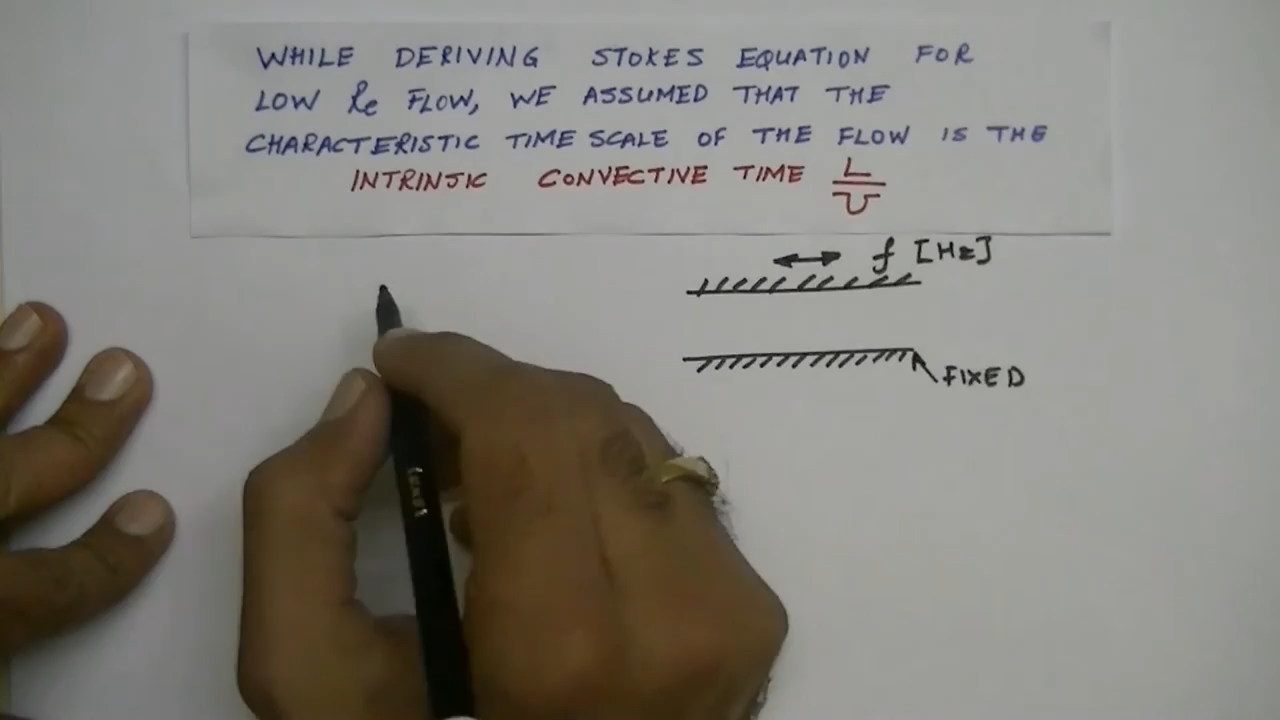 WHILE DERIVING STOKES EQUATION FOR
LOW Re FLOW, WE ASSUMED THAT THE
CHARACTERISTIC TIME SCALE OF THE FLOW IS THE
INTRINSIC CONVECTIVE TIME L/U
f [Hz]
FIXED